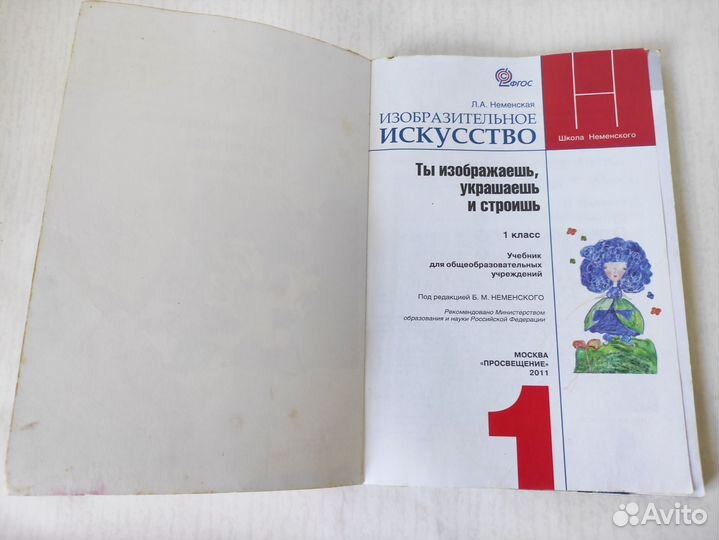 ФГОС
Н
Л.А. Неменская
ИЗОБРАЗИТЕЛЬНОЕ
ИСКУССТВО
Школа Неменского
Ты изображаешь,
украшаешь
и строишь
1 класс
Учебник
для общеобразовательных
учреждений
Под редакцией Б. М. НЕМЕНСКОГО
Рекомендовано Министерством
образования и науки Российской Федерации
МОСКВА
«ПРОСВЕЩЕНИЕ»
2011
1
Avito